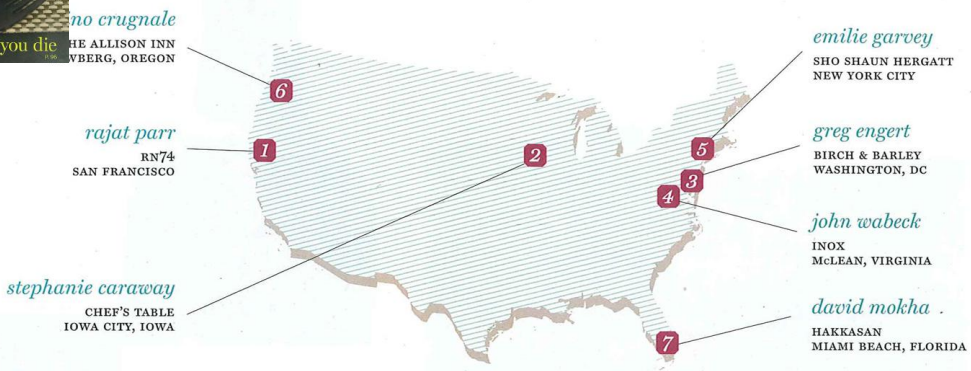 you die
P. 96
no crugnale
HE ALLISON INN
WBERG, OREGON
6
rajat parr
RN74
SAN FRANCISCO
1
stephanie caraway
CHEF'S TABLE
IOWA CITY, IOWA
2
emilie garvey
SHO SHAUN HERGATT
NEW YORK CITY
5
greg engert
BIRCH & BARLEY
WASHINGTON, DC
3
4
john wabeck
INOX
McLEAN, VIRGINIA
david mokha
HAKKASAN
MIAMI BEACH, FLORIDA
7